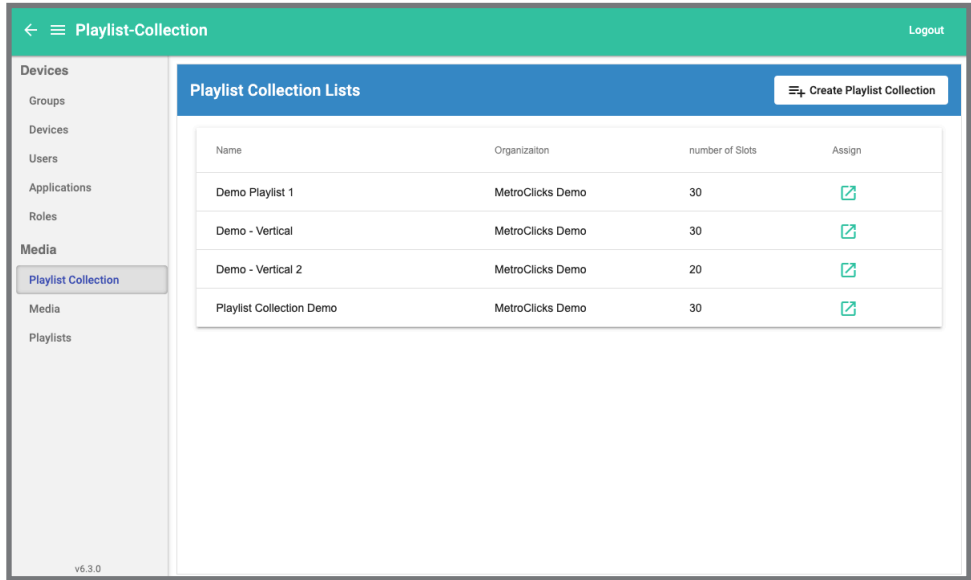 Playlist-Collection
Logout
Devices
Groups
Devices
Users
Applications
Roles
Media
Playlist Collection
Media
Playlists
v6.3.0
Playlist Collection Lists
Create Playlist Collection
Name Organizaiton number of Slots Assign
Demo Playlist 1 MetroClicks Demo 30
Demo - Vertical MetroClicks Demo 30
Demo - Vertical 2 MetroClicks Demo 20
Playlist Collection Demo MetroClicks Demo 30